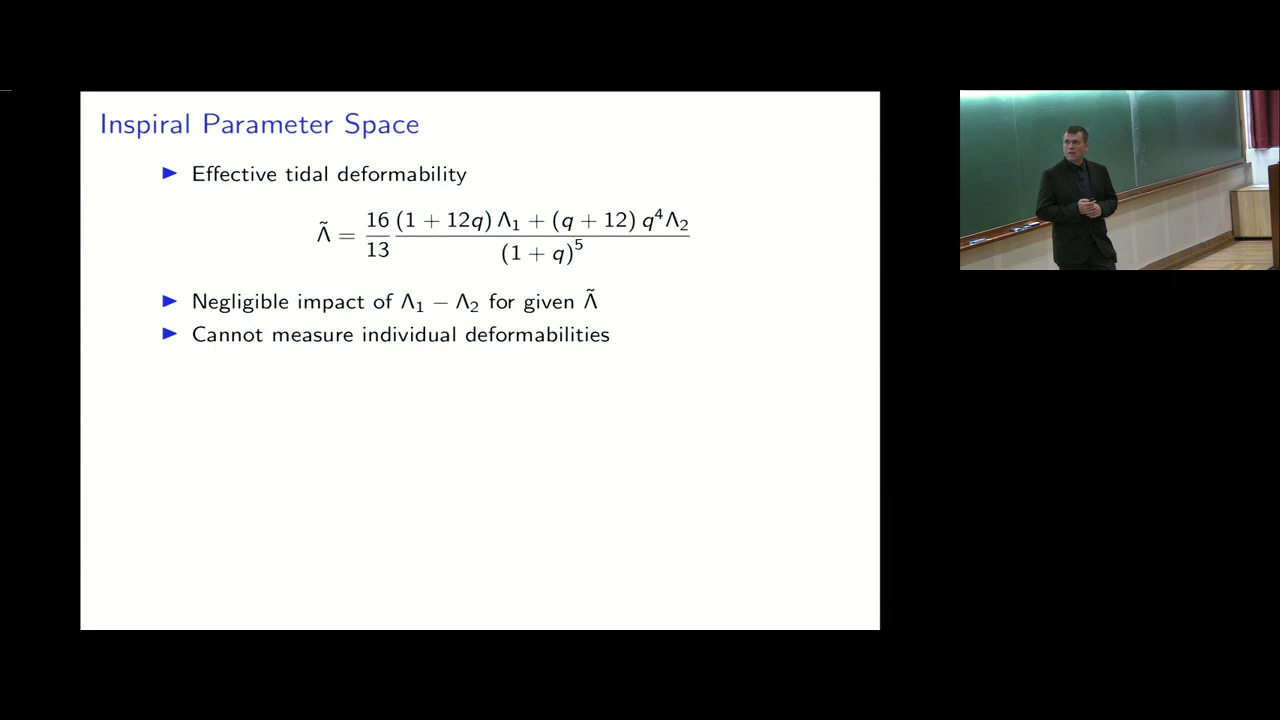 Inspiral Parameter Space
▶ Effective tidal deformability
Λ̃ = 16/13 ((1 + 12q) Λ₁ + (q + 12) q⁴Λ₂)/(1 + q)⁵
▶ Negligible impact of Λ₁ − Λ₂ for given Λ̃
▶ Cannot measure individual deformabilities